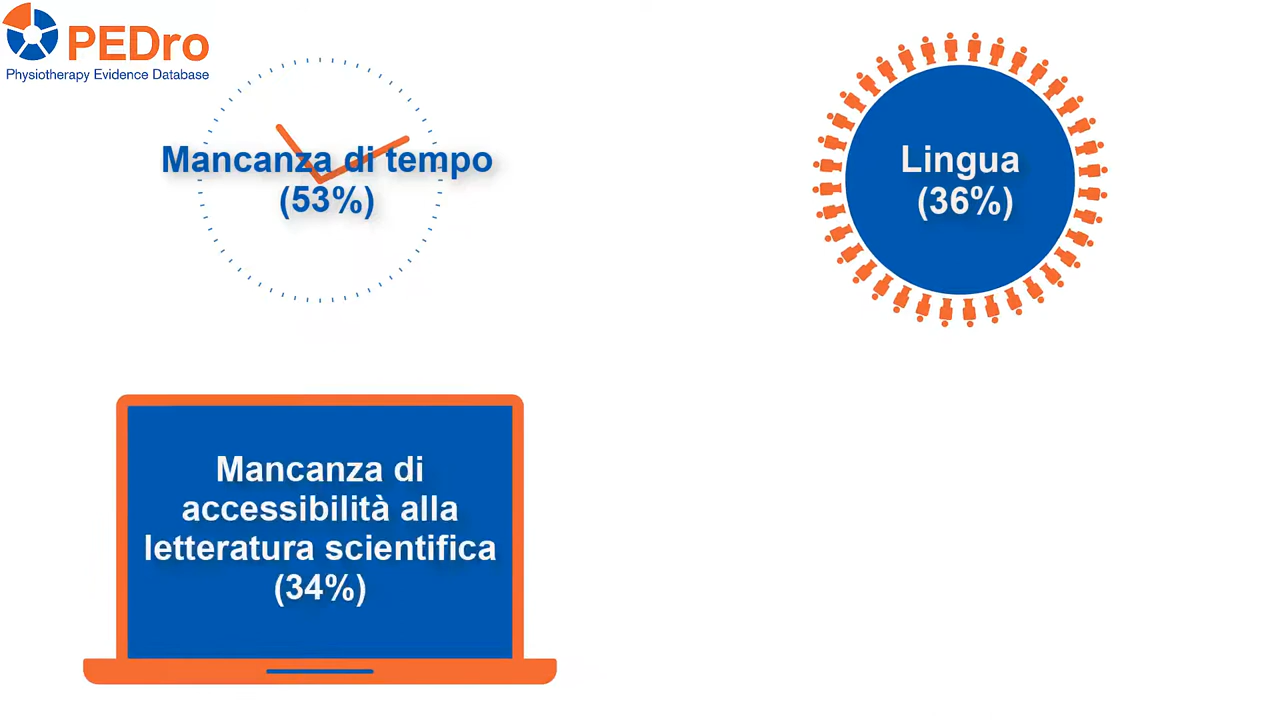 PEDro
Physiotherapy Evidence Database
Mancanza di tempo
(53%)
Lingua
(36%)
Mancanza di
accessibilità alla
letteratura scientifica
(34%)